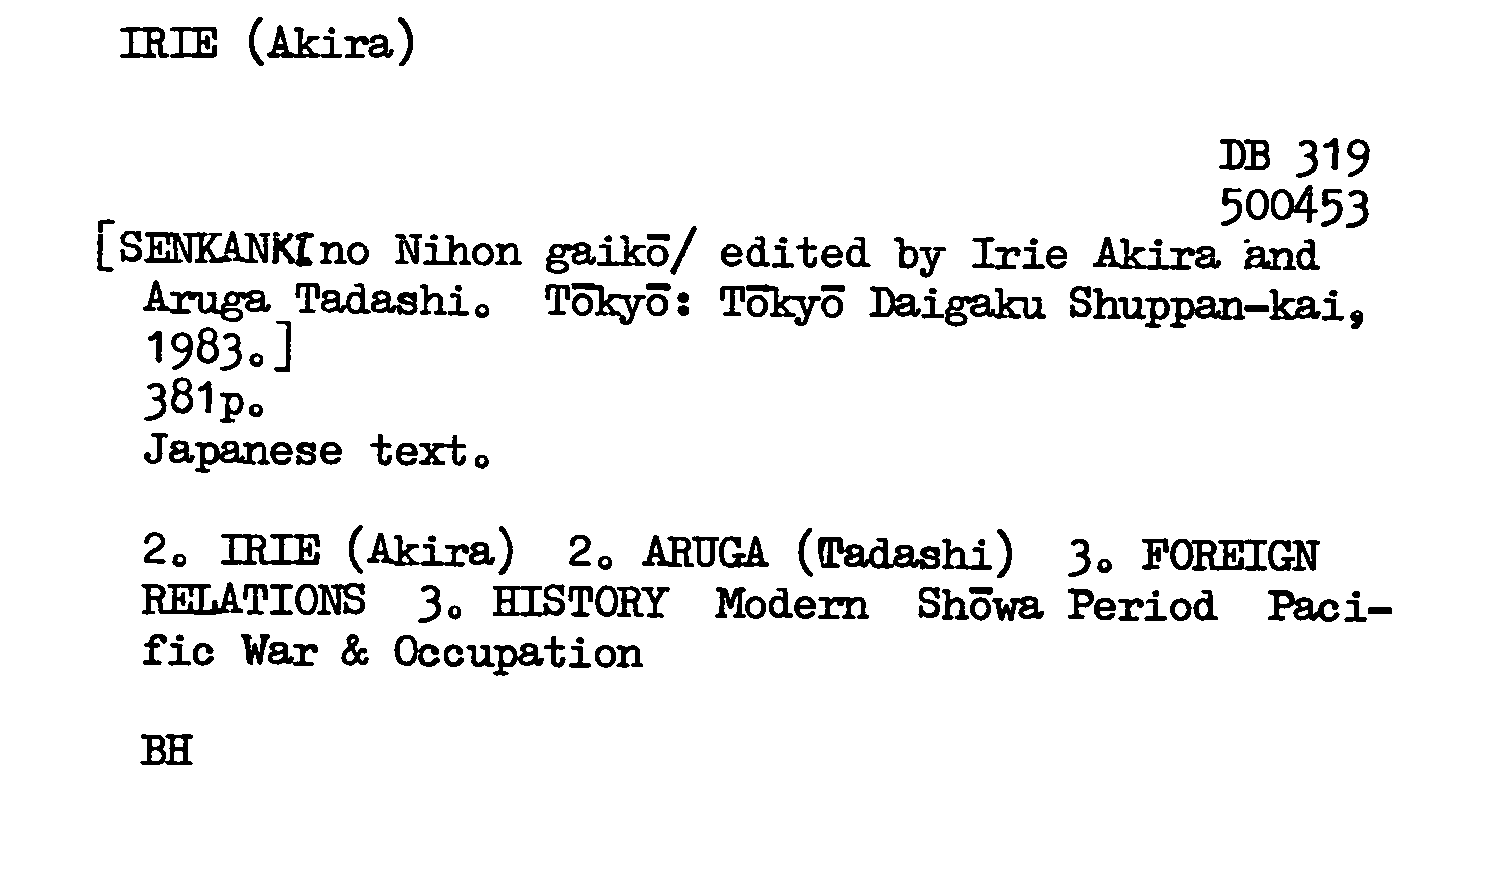 IRIE (Akira)
DB 319
500453
[SENKANKI no Nihon gaikō/ edited by Irie Akira and
Aruga Tadashi. Tōkyō: Tōkyō Daigaku Shuppan-kai,
1983.]
381p.
Japanese text.
2. IRIE (Akira) 2. ARUGA (Tadashi) 3. FOREIGN
RELATIONS 3. HISTORY Modern Shōwa Period Paci-
fic War & Occupation
BH